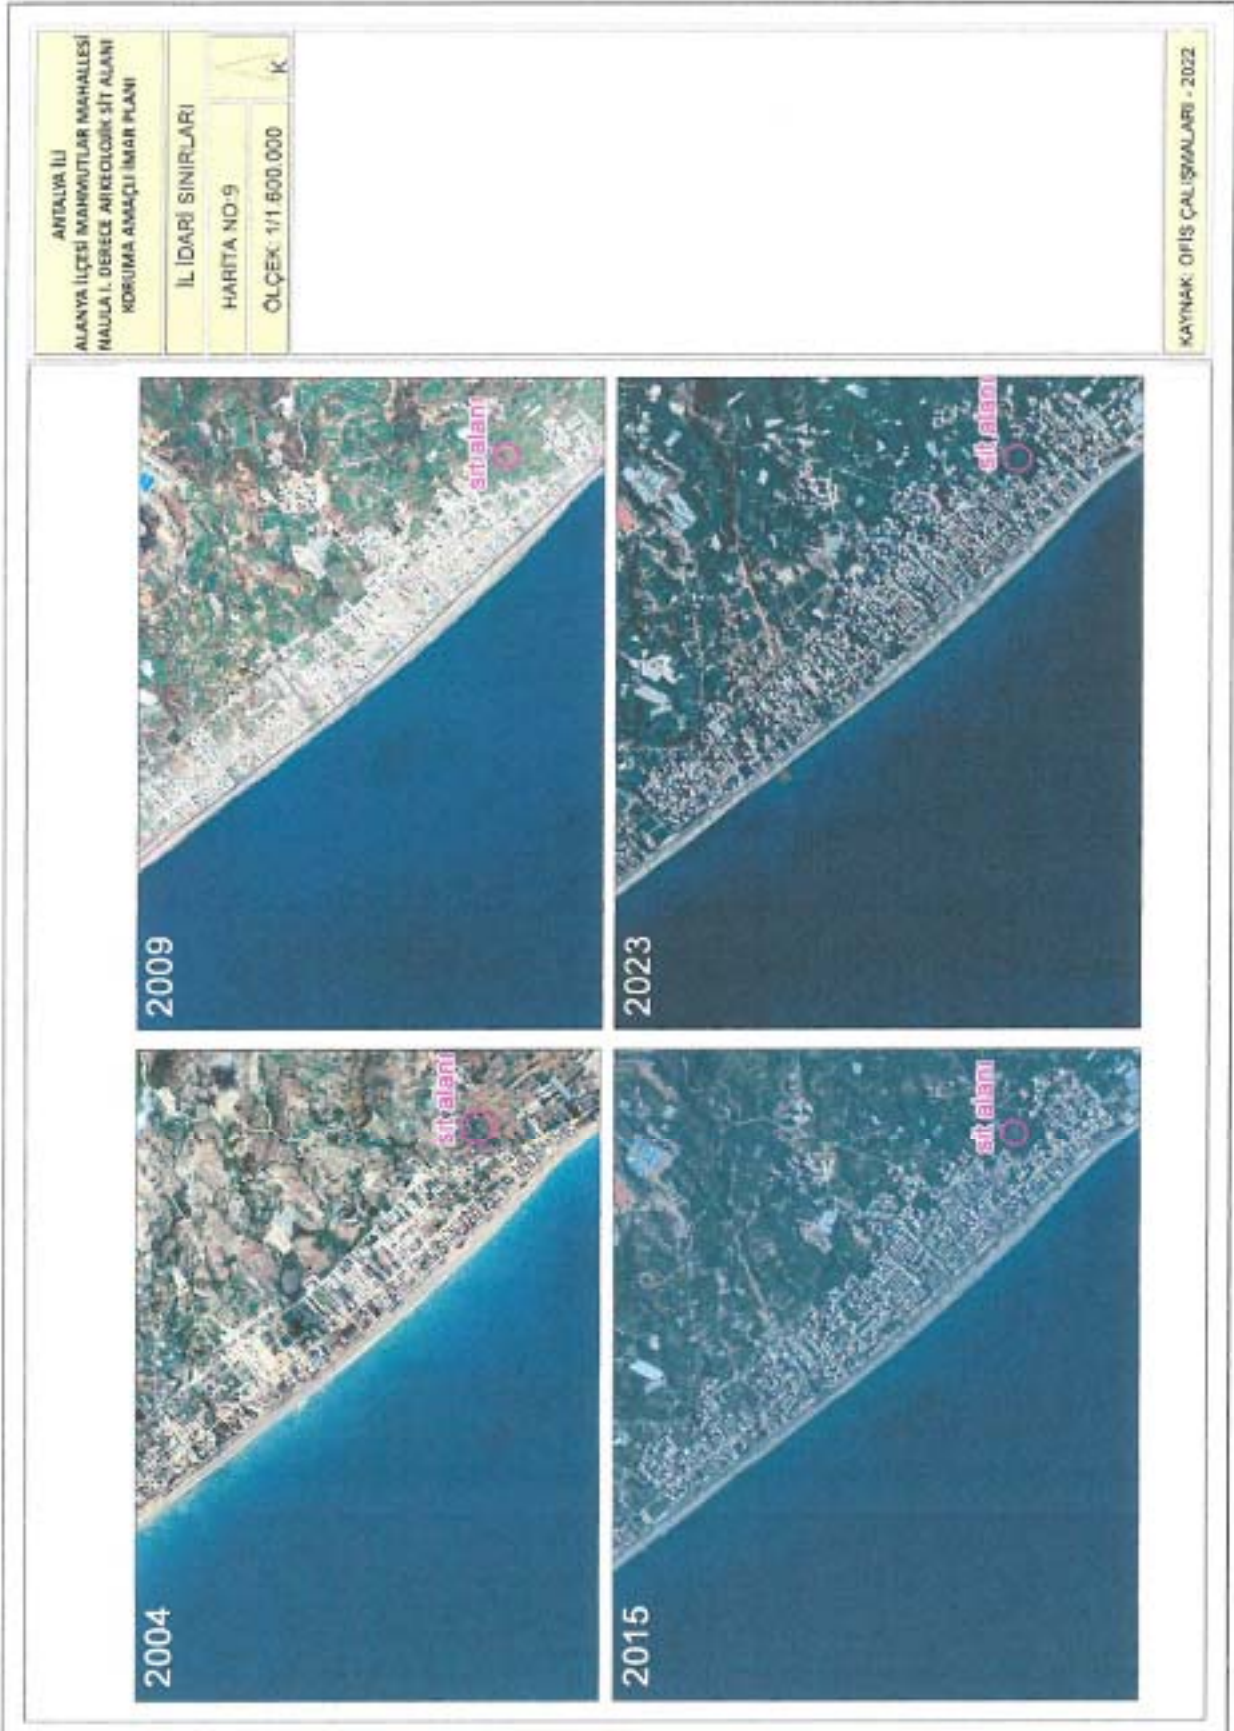 ANTALYA İLİ
ALANYA İLÇESİ MAHMUTLAR MAHALLESİ
NAULA I. DERECE ARKEOLOJİK SİT ALANI
KORUMA AMAÇLI İMAR PLANI
İL İDARİ SINIRLARI
HARİTA NO:9
K
ÖLÇEK: 1/1.600.000
2004
sit alanı
2009
sit alanı
2015
sit alanı
2023
sit alanı
KAYNAK: OFİS ÇALIŞMALARI - 2022